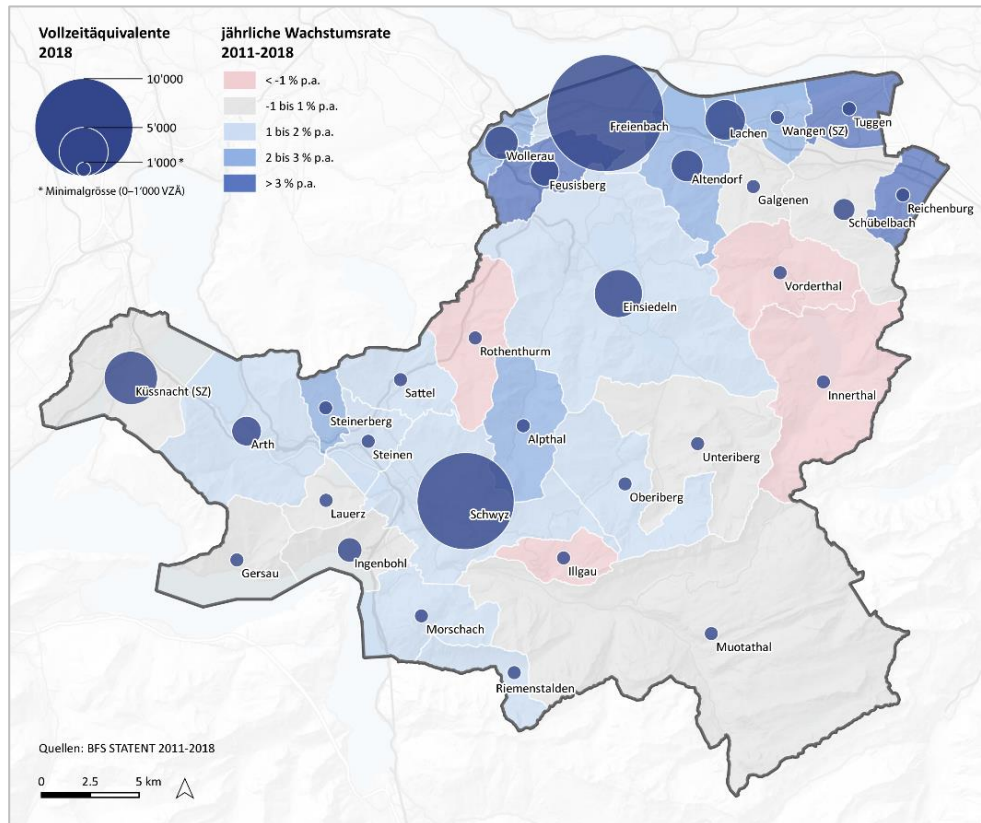 Vollzeitäquivalente
2018
10'000
5'000
1'000 *
* Minimalgrösse (0–1'000 VZÄ)
jährliche Wachstumsrate
2011-2018
< -1 % p.a.
-1 bis 1 % p.a.
1 bis 2 % p.a.
2 bis 3 % p.a.
> 3 % p.a.
Freienbach
Wollerau
Feusisberg
Lachen
Wangen (SZ)
Tuggen
Altendorf
Galgenen
Schübelbach
Reichenburg
Vorderthal
Einsiedeln
Rothenthurm
Innerthal
Küssnacht (SZ)
Sattel
Arth
Steinerberg
Steinen
Alpthal
Unteriberg
Oberiberg
Lauerz
Schwyz
Gersau
Ingenbohl
Illgau
Morschach
Muotathal
Riemenstalden
Quellen: BFS STATENT 2011-2018
0 2.5 5 km